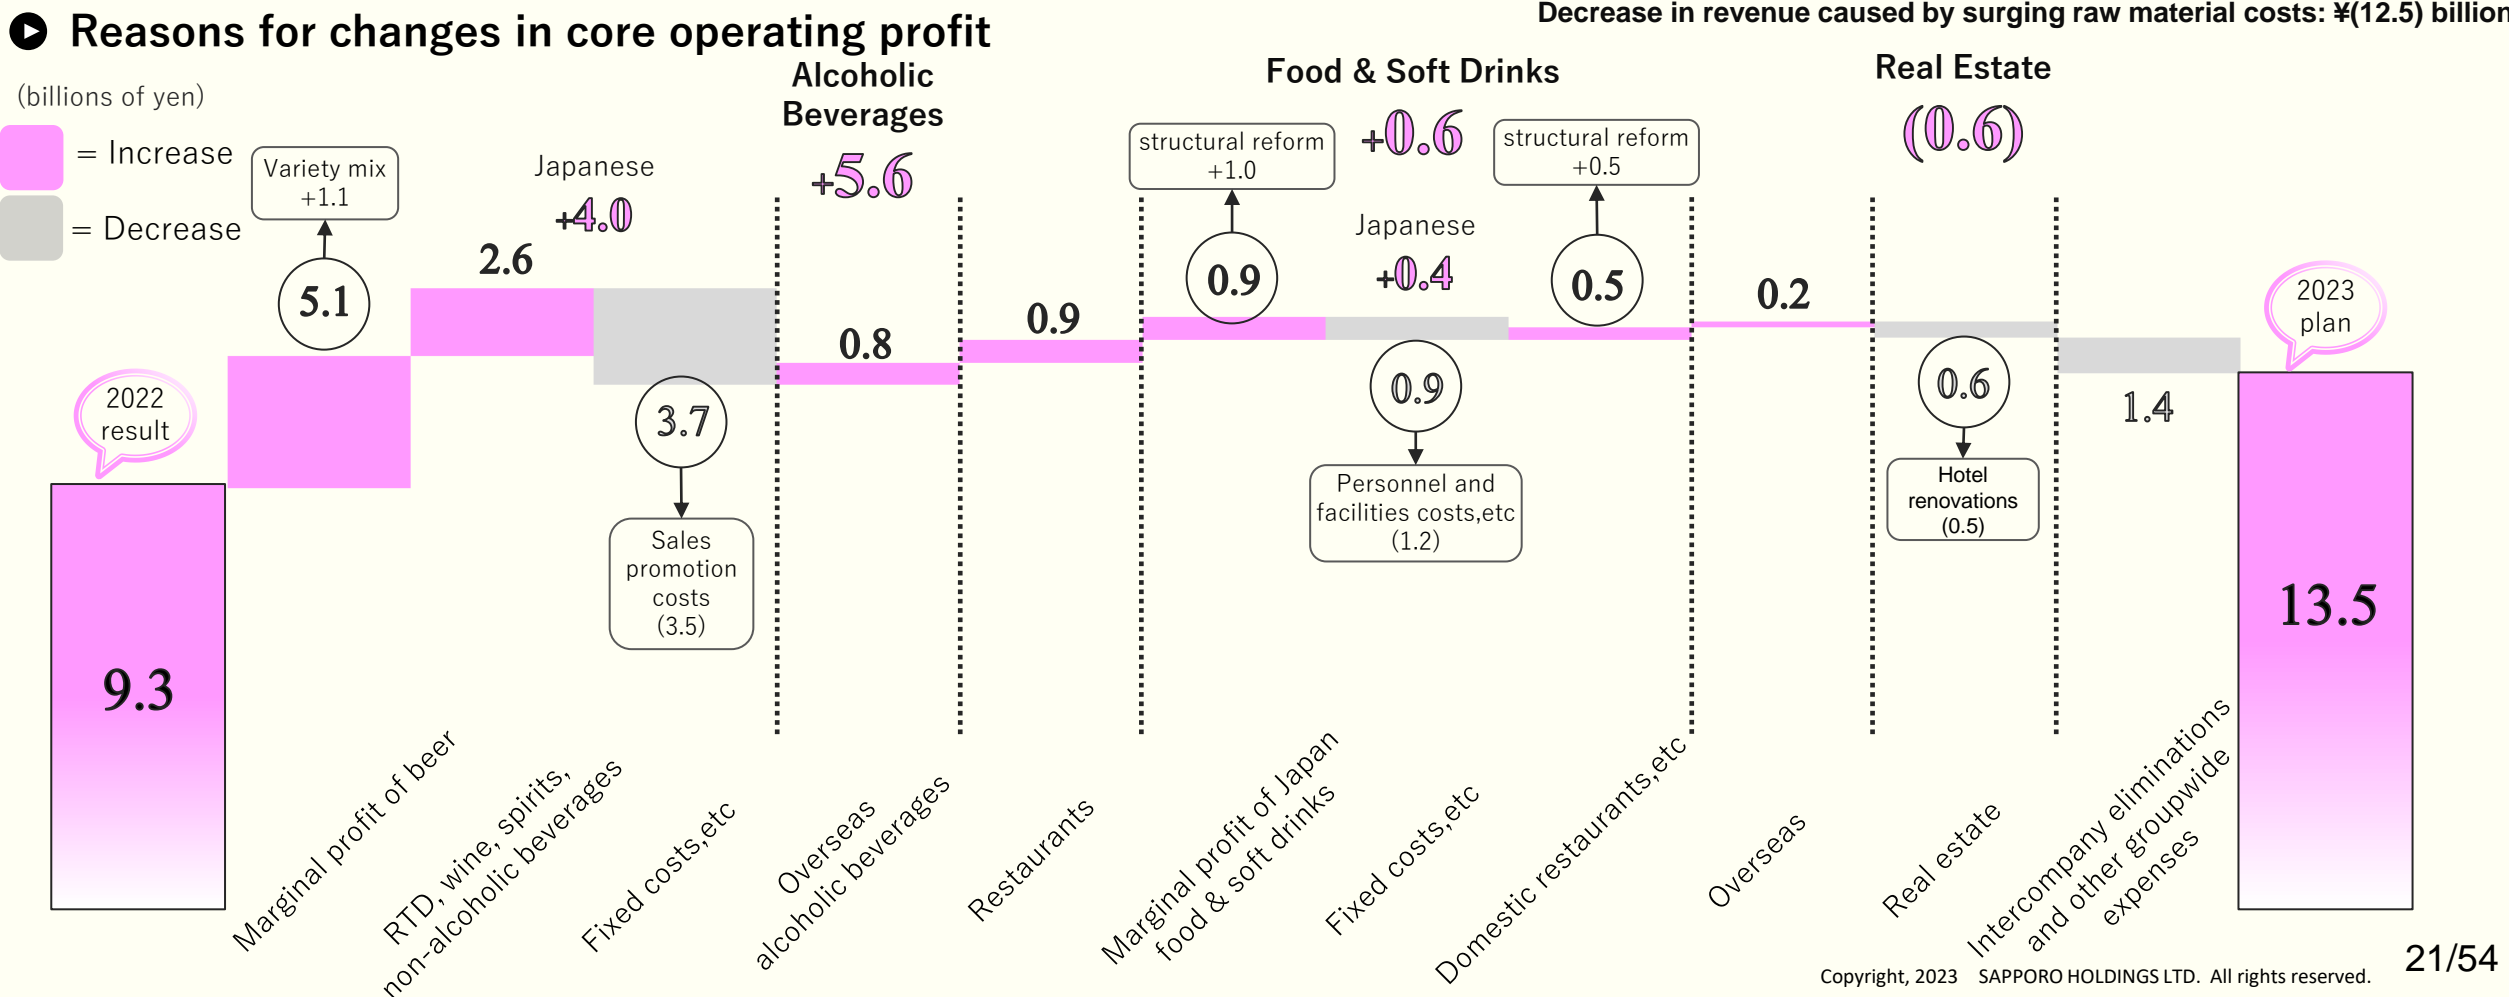 Decrease in revenue caused by surging raw material costs: ¥(12.5) billion
Reasons for changes in core operating profit
(billions of yen)
= Increase
= Decrease
Alcoholic
Beverages
+5.6
Food & Soft Drinks
+0.6
Real Estate
(0.6)
Variety mix
+1.1
Japanese
+4.0
structural reform
+1.0
structural reform
+0.5
Japanese
+0.4
2022
result
9.3
5.1
2.6
3.7
Sales
promotion
costs
(3.5)
0.8
0.9
0.9
0.9
Personnel and
facilities costs,etc
(1.2)
0.5
0.2
0.6
Hotel
renovations
(0.5)
1.4
2023
plan
13.5
Marginal profit of beer
RTD, wine, spirits,
non-alcoholic beverages
Fixed costs,etc
Overseas
alcoholic beverages
Restaurants
Marginal profit of Japan
food & soft drinks
Fixed costs,etc
Domestic restaurants,etc
Overseas
Real estate
Intercompany eliminations
and other groupwide
expenses
Copyright, 2023 SAPPORO HOLDINGS LTD. All rights reserved.
21/54